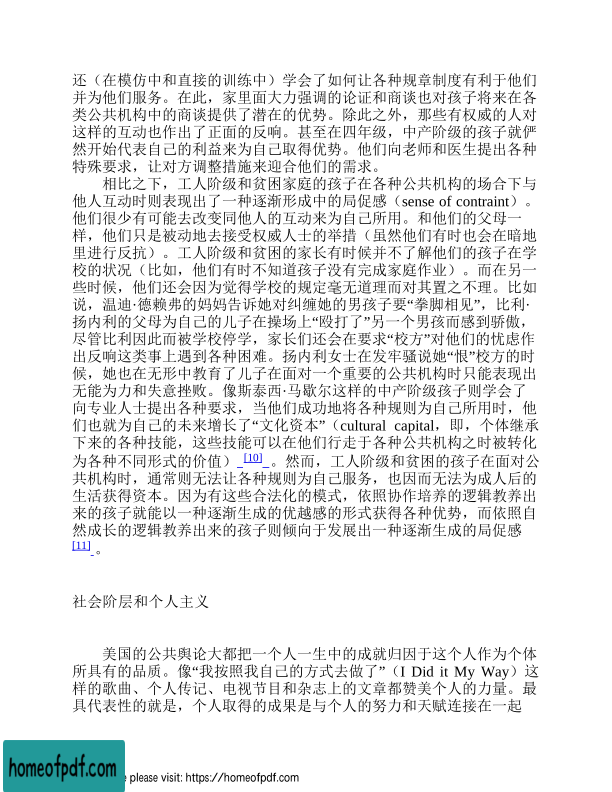 还（在模仿中和直接的训练中）学会了如何让各种规章制度有利于他们
并为他们服务。在此，家里面大力强调的论证和商谈也对孩子将来在各
类公共机构中的商谈提供了潜在的优势。除此之外，那些有权威的人对
这样的互动也作出了正面的反响。甚至在四年级，中产阶级的孩子就俨
然开始代表自己的利益来为自己取得优势。他们向老师和医生提出各种
特殊要求，让对方调整措施来迎合他们的需求。
相比之下，工人阶级和贫困家庭的孩子在各种公共机构的场合下与
他人互动时则表现出了一种逐渐形成中的局促感（sense of contraint）。
他们很少有可能去改变同他人的互动来为自己所用。和他们的父母一
样，他们只是被动地去接受权威人士的举措（虽然他们有时也会在暗地
里进行反抗）。工人阶级和贫困的家长有时候并不了解他们的孩子在学
校的状况（比如，他们有时不知道孩子没有完成家庭作业）。而在另一
些时候，他们还会因为觉得学校的规定毫无道理而对其置之不理。比如
说，温迪·德赖弗的妈妈告诉她对纠缠她的男孩子要“拳脚相见”，比利·
扬内利的父母为自己的儿子在操场上“殴打了”另一个男孩而感到骄傲，
尽管比利因此而被学校停学，家长们还会在要求“校方”对他们的忧虑作
出反响这类事上遇到各种困难。扬内利女士在发牢骚说她“恨”校方的时
候，她也在无形中教育了儿子在面对一个重要的公共机构时只能表现出
无能为力和失意挫败。像斯泰西·马歇尔这样的中产阶级孩子则学会了
向专业人士提出各种要求，当他们成功地将各种规则为自己所用时，他
们也就为自己的未来增长了“文化资本”（cultural capital，即，个体继承
下来的各种技能，这些技能可以在他们行走于各种公共机构之时被转化
为各种不同形式的价值）[10]。然而，工人阶级和贫困的孩子在面对公
共机构时，通常则无法让各种规则为自己服务，也因而无法为成人后的
生活获得资本。因为有这些合法化的模式，依照协作培养的逻辑教养出
来的孩子就能以一种逐渐生成的优越感的形式获得各种优势，而依照自
然成长的逻辑教养出来的孩子则倾向于发展出一种逐渐生成的局促感
[11]。
社会阶层和个人主义
美国的公共舆论大都把一个人一生中的成就归因于这个人作为个体
所具有的品质。像“我按照我自己的方式去做了”（I Did it My Way）这
样的歌曲、个人传记、电视节目和杂志上的文章都赞美个人的力量。最
具代表性的就是，个人取得的成果是与个人的努力和天赋连接在一起
homeofpdf.com
e please visit: https://homeofpdf.com